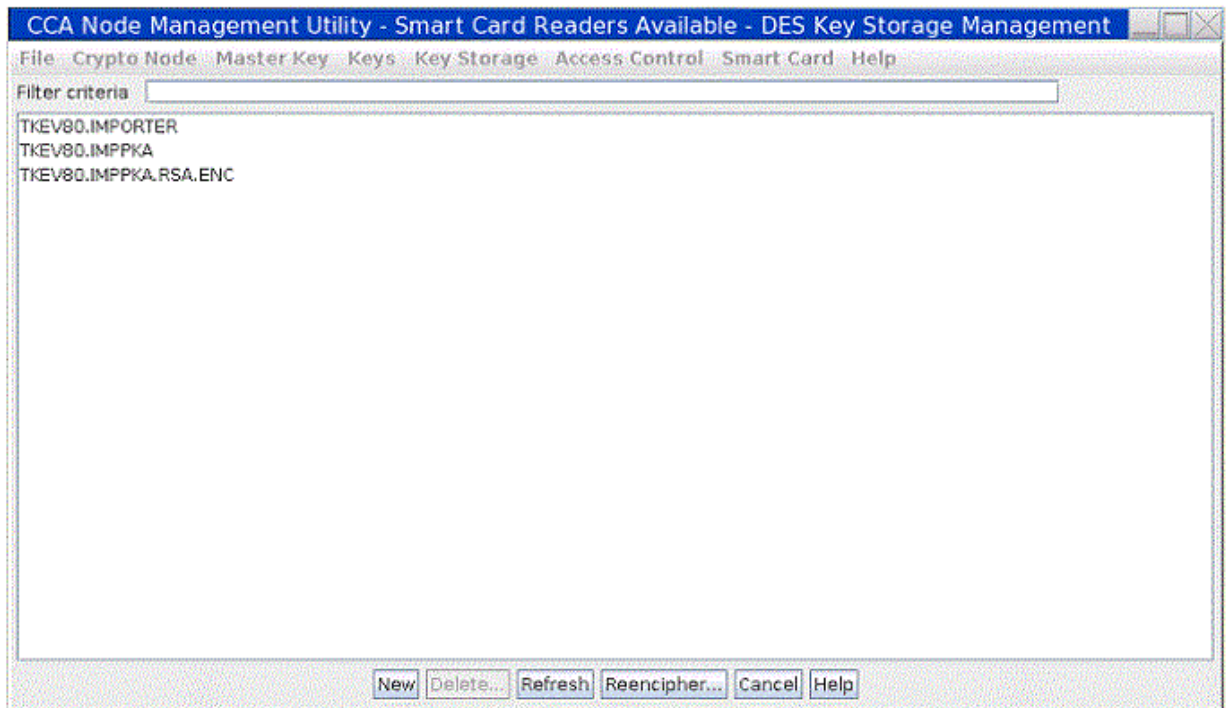 CCA Node Management Utility - Smart Card Readers Available - DES Key Storage Management
File Crypto Node Master Key Keys Key Storage Access Control Smart Card Help
Filter criteria
TKEV80.IMPORTER
TKEV80.IMPPKA
TKEV80.IMPPKA.RSA.ENC
New Delete... Refresh Reencipher... Cancel Help